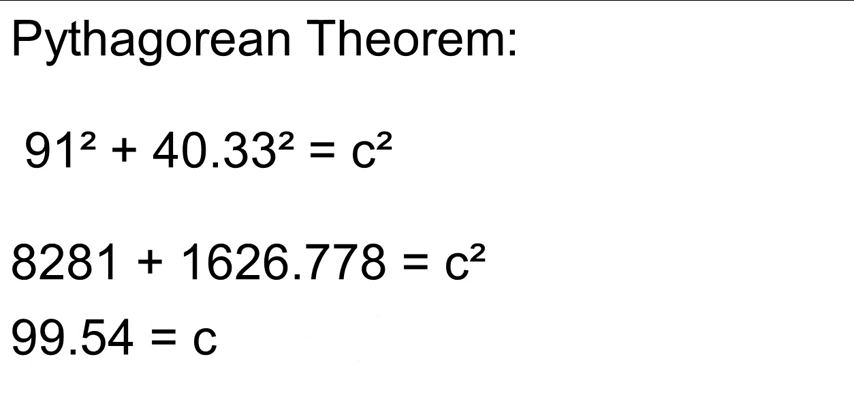 Pythagorean Theorem:
91² + 40.33² = c²
8281 + 1626.778 = c²
99.54 = c